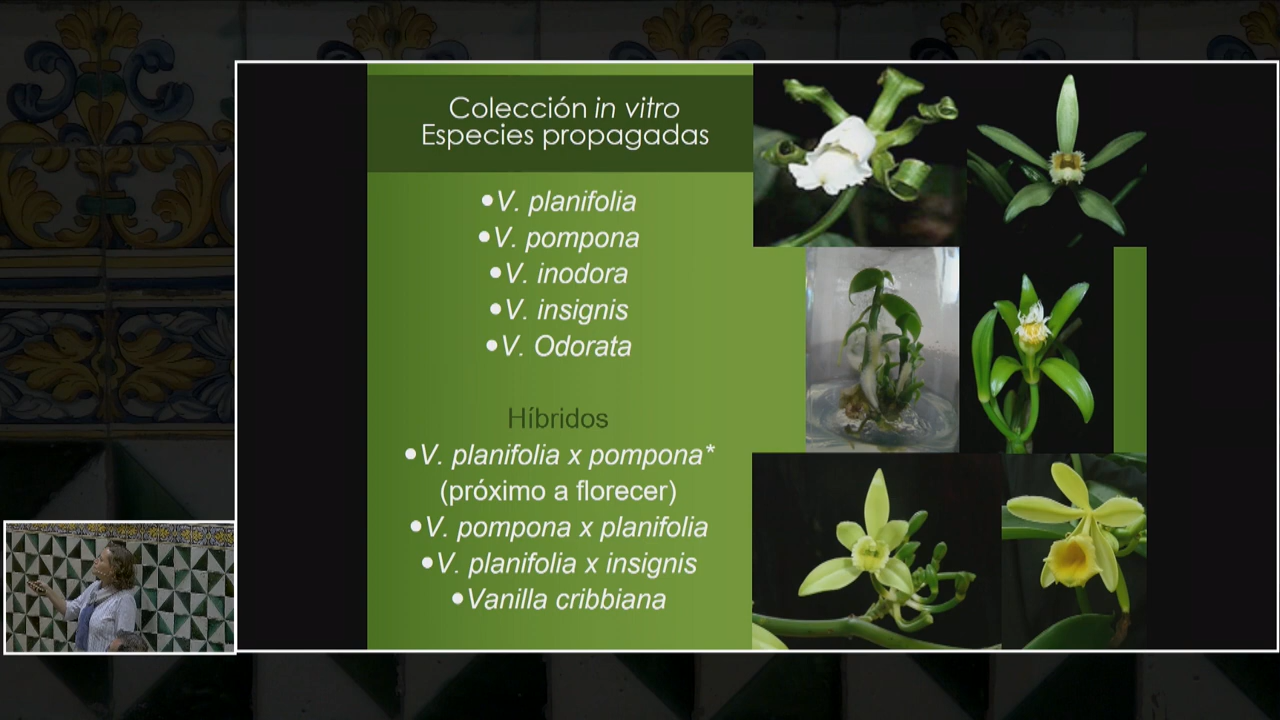 Colección in vitro
Especies propagadas
•V. planifolia
•V. pompona
•V. inodora
•V. insignis
•V. Odorata
Híbridos
•V. planifolia x pompona*
(próximo a florecer)
•V. pompona x planifolia
•V. planifolia x insignis
•Vanilla cribbiana